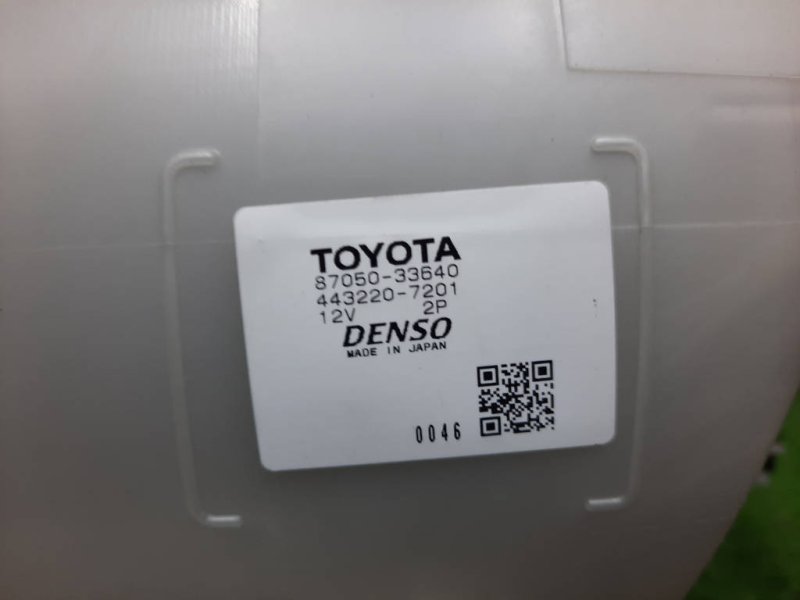 TOYOTA
87050-33640
443220-7201
12V 2P
DENSO
MADE IN JAPAN
0046